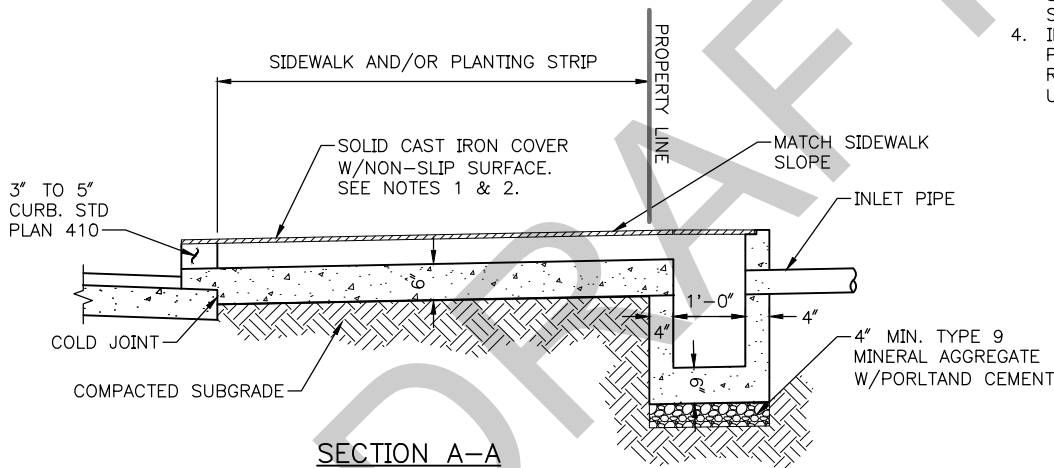 SIDEWALK AND/OR PLANTING STRIP
PROPERTY LINE
4.
SOLID CAST IRON COVER
W/NON-SLIP SURFACE.
SEE NOTES 1 & 2.
MATCH SIDEWALK
SLOPE
3" TO 5"
CURB. STD
PLAN 410
INLET PIPE
6"
1'-0"
4"
4"
COLD JOINT
4" MIN. TYPE 9
MINERAL AGGREGATE
W/PORLTAND CEMENT
COMPACTED SUBGRADE
6"
SECTION A-A
DRAFT